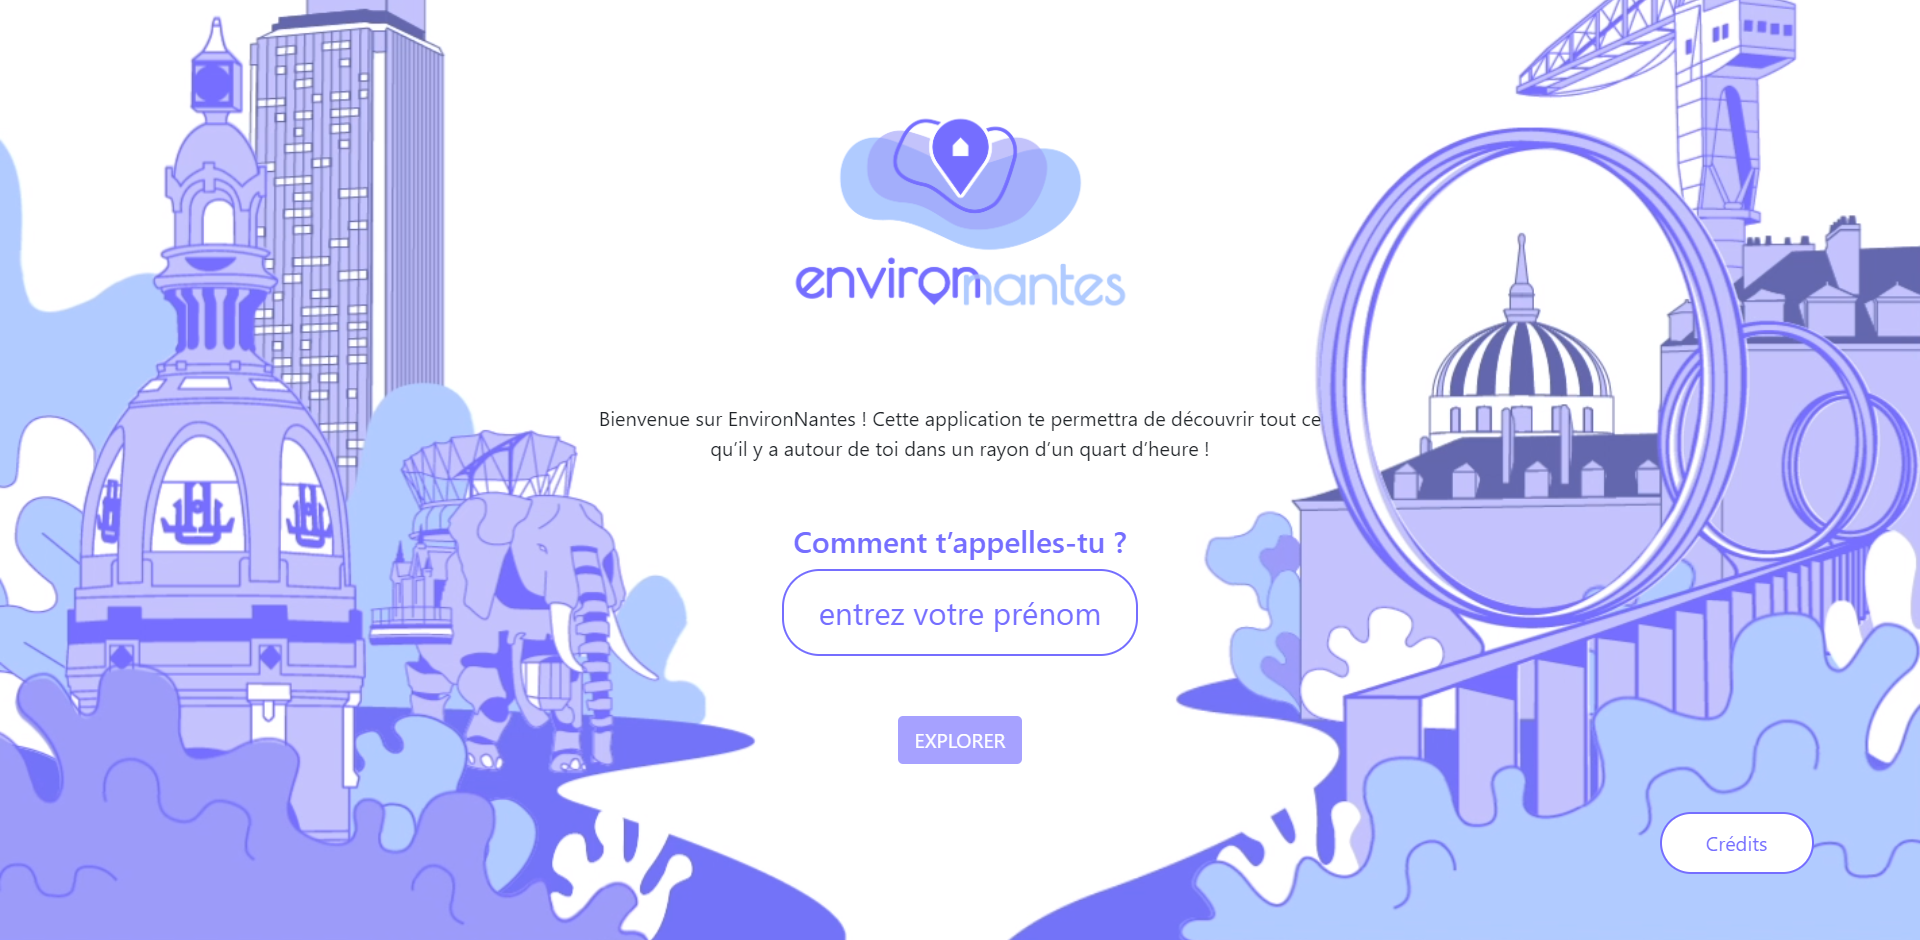 environnantes
Bienvenue sur EnvironNantes ! Cette application te permettra de découvrir tout ce
qu’il y a autour de toi dans un rayon d’un quart d’heure !
Comment t’appelles-tu ?
entrez votre prénom
EXPLORER
Crédits